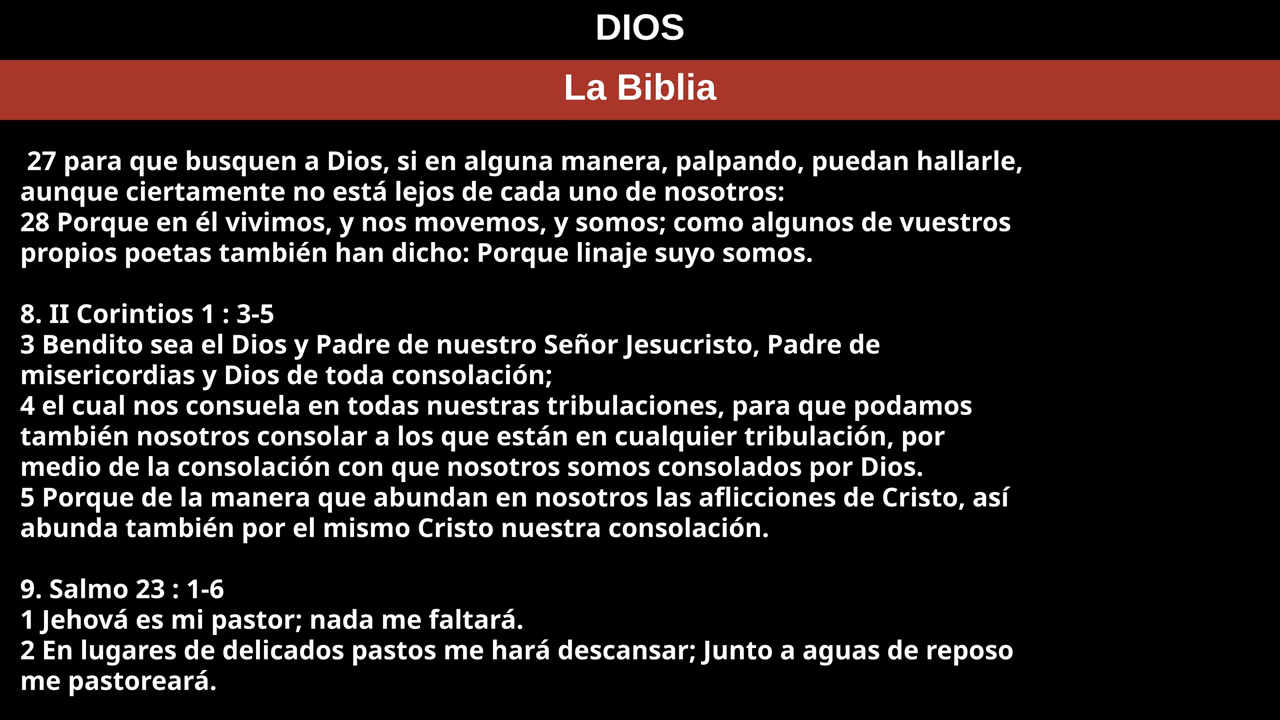 DIOS
La Biblia
27 para que busquen a Dios, si en alguna manera, palpando, puedan hallarle,
aunque ciertamente no está lejos de cada uno de nosotros:
28 Porque en él vivimos, y nos movemos, y somos; como algunos de vuestros
propios poetas también han dicho: Porque linaje suyo somos.
8. II Corintios 1 : 3-5
3 Bendito sea el Dios y Padre de nuestro Señor Jesucristo, Padre de
misericordias y Dios de toda consolación;
4 el cual nos consuela en todas nuestras tribulaciones, para que podamos
también nosotros consolar a los que están en cualquier tribulación, por
medio de la consolación con que nosotros somos consolados por Dios.
5 Porque de la manera que abundan en nosotros las aflicciones de Cristo, así
abunda también por el mismo Cristo nuestra consolación.
9. Salmo 23 : 1-6
1 Jehová es mi pastor; nada me faltará.
2 En lugares de delicados pastos me hará descansar; Junto a aguas de reposo
me pastoreará.